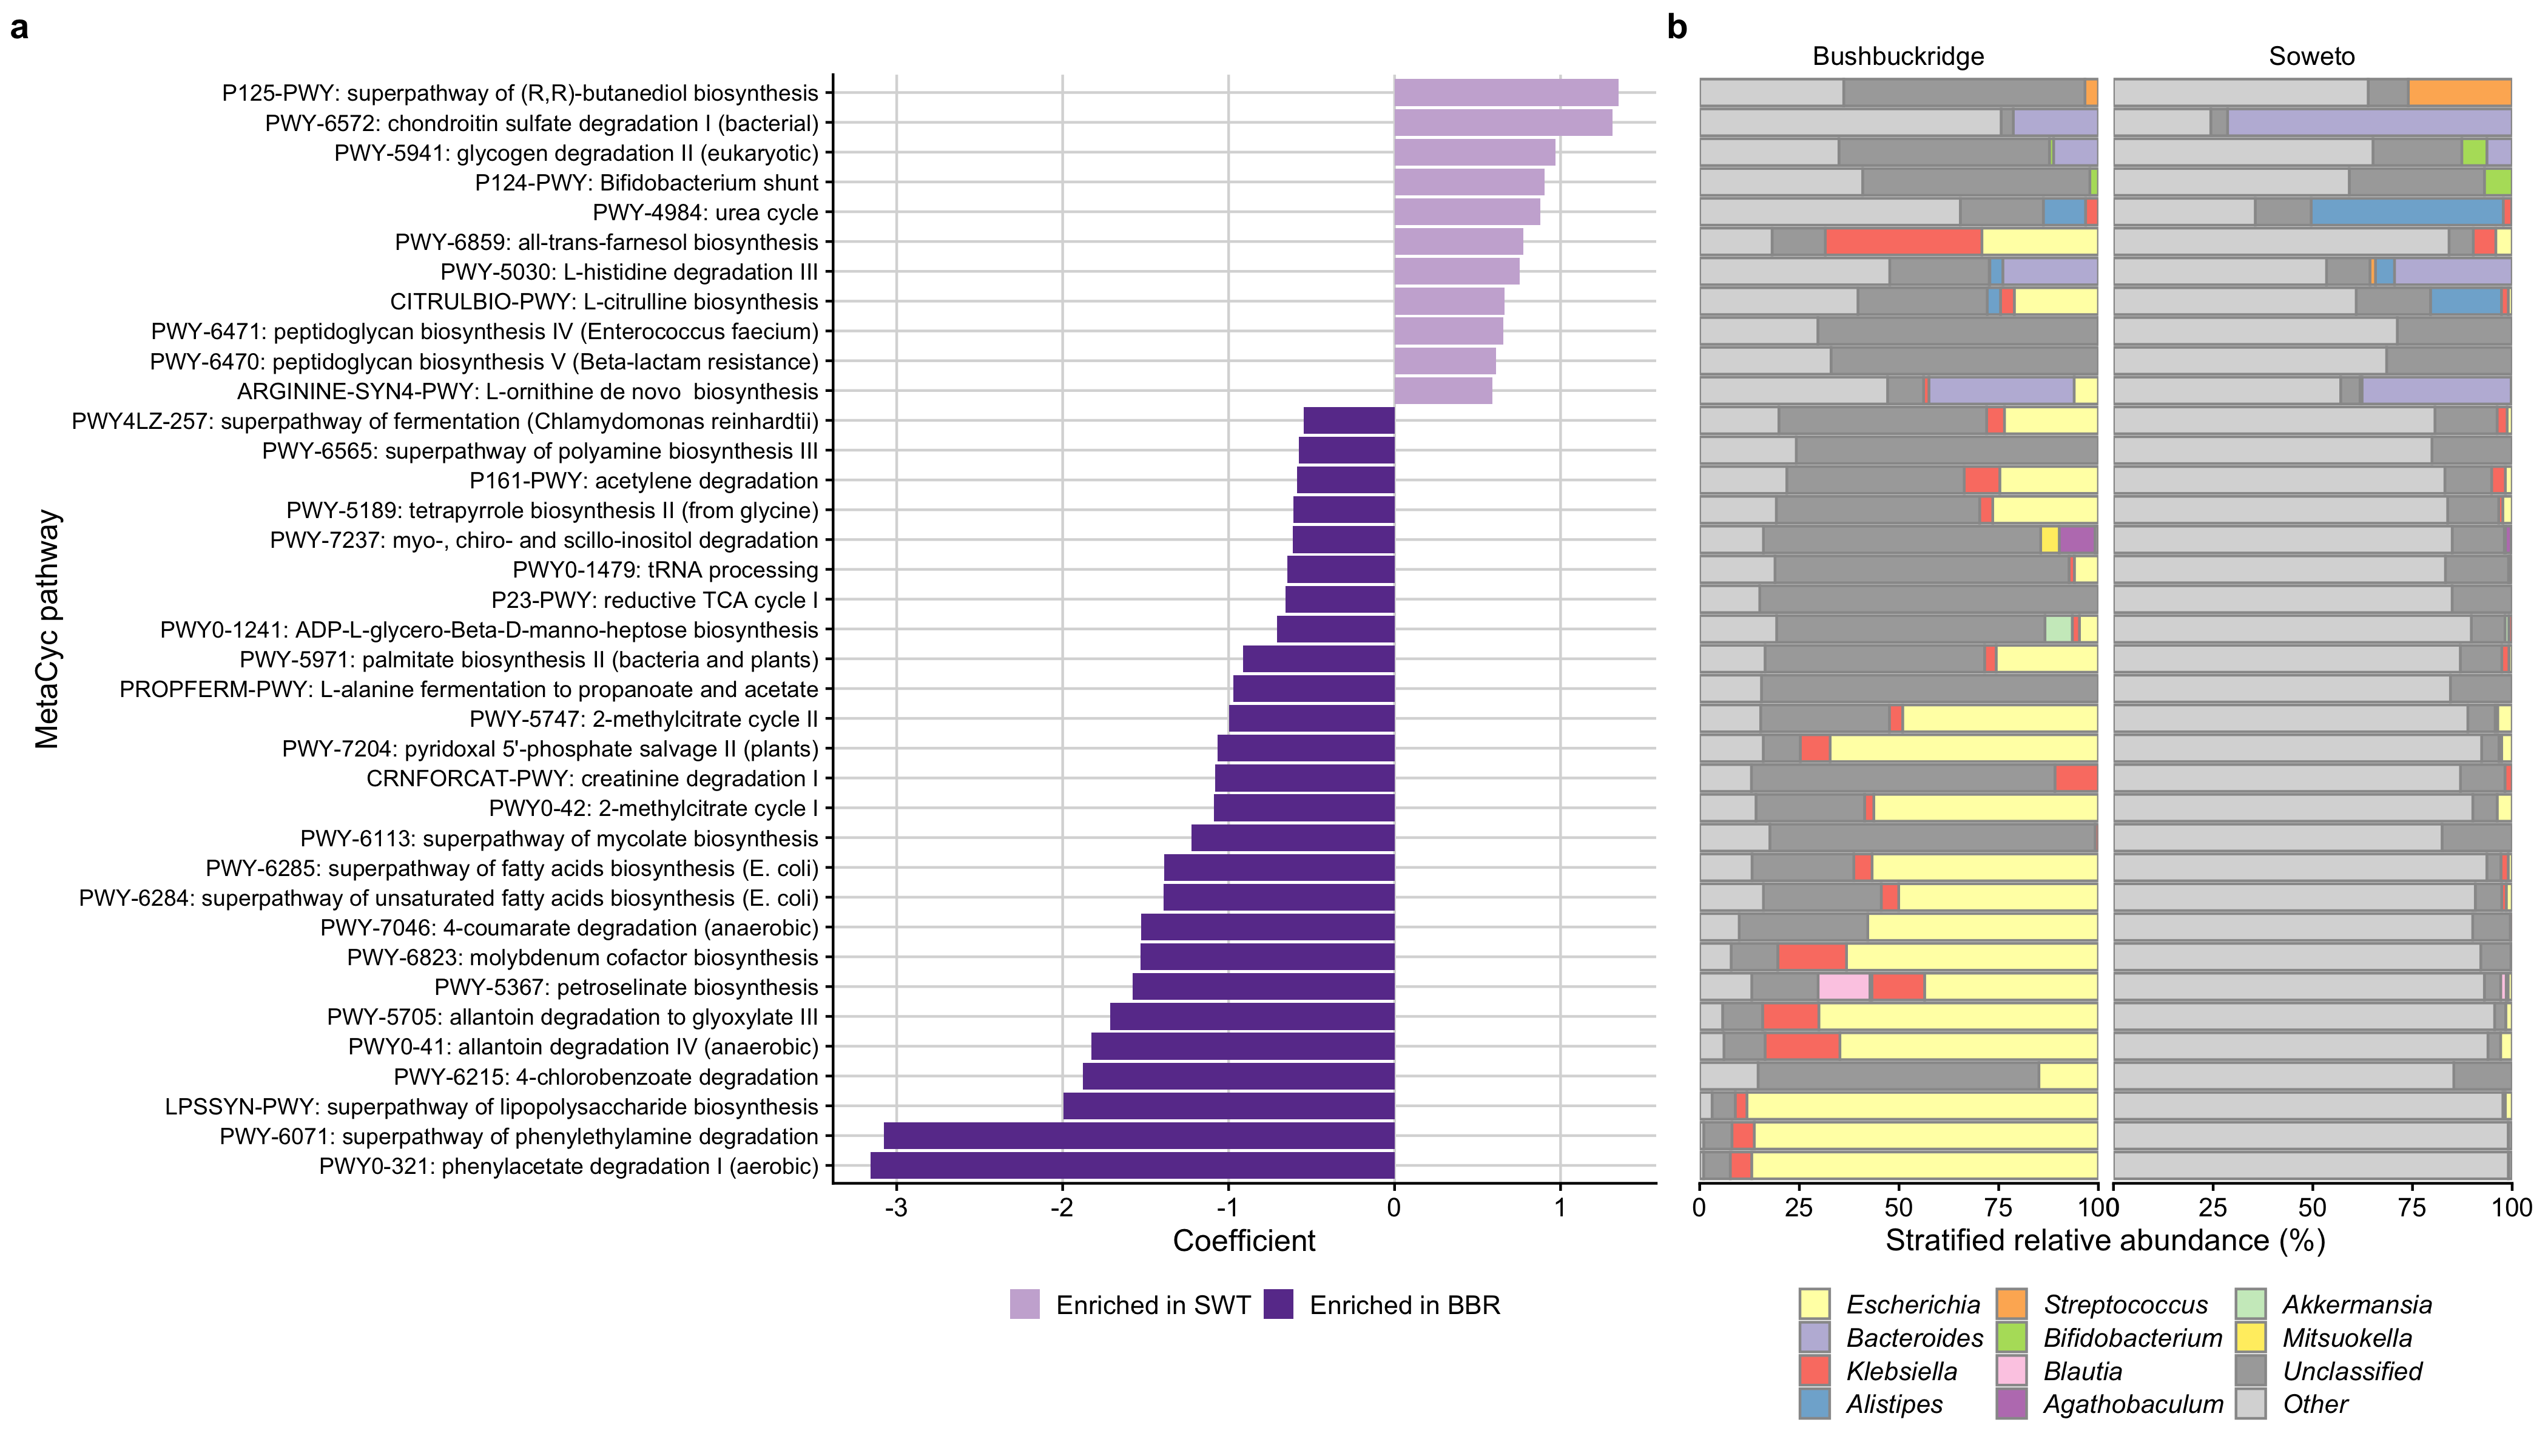 a
b
Bushbuckridge
Soweto
P125-PWY: superpathway of (R,R)-butanediol biosynthesis
PWY-6572: chondroitin sulfate degradation I (bacterial)
PWY-5941: glycogen degradation II (eukaryotic)
P124-PWY: Bifidobacterium shunt
PWY-4984: urea cycle
PWY-6859: all-trans-farnesol biosynthesis
PWY-5030: L-histidine degradation III
CITRULBIO-PWY: L-citrulline biosynthesis
PWY-6471: peptidoglycan biosynthesis IV (Enterococcus faecium)
PWY-6470: peptidoglycan biosynthesis V (Beta-lactam resistance)
ARGININE-SYN4-PWY: L-ornithine de novo  biosynthesis
PWY4LZ-257: superpathway of fermentation (Chlamydomonas reinhardtii)
PWY-6565: superpathway of polyamine biosynthesis III
P161-PWY: acetylene degradation
PWY-5189: tetrapyrrole biosynthesis II (from glycine)
PWY-7237: myo-, chiro- and scillo-inositol degradation
PWY0-1479: tRNA processing
P23-PWY: reductive TCA cycle I
PWY0-1241: ADP-L-glycero-Beta-D-manno-heptose biosynthesis
PWY-5971: palmitate biosynthesis II (bacteria and plants)
PROPFERM-PWY: L-alanine fermentation to propanoate and acetate
PWY-5747: 2-methylcitrate cycle II
PWY-7204: pyridoxal 5'-phosphate salvage II (plants)
CRNFORCAT-PWY: creatinine degradation I
PWY0-42: 2-methylcitrate cycle I
PWY-6113: superpathway of mycolate biosynthesis
PWY-6285: superpathway of fatty acids biosynthesis (E. coli)
PWY-6284: superpathway of unsaturated fatty acids biosynthesis (E. coli)
PWY-7046: 4-coumarate degradation (anaerobic)
PWY-6823: molybdenum cofactor biosynthesis
PWY-5367: petroselinate biosynthesis
PWY-5705: allantoin degradation to glyoxylate III
PWY0-41: allantoin degradation IV (anaerobic)
PWY-6215: 4-chlorobenzoate degradation
LPSSYN-PWY: superpathway of lipopolysaccharide biosynthesis
PWY-6071: superpathway of phenylethylamine degradation
PWY0-321: phenylacetate degradation I (aerobic)
MetaCyc pathway
-3 -2 -1 0 1
Coefficient
Enriched in SWT Enriched in BBR
0 25 50 75 100
0 25 50 75 100
Stratified relative abundance (%)
Escherichia Streptococcus Akkermansia
Bacteroides Bifidobacterium Mitsuokella
Klebsiella Blautia Unclassified
Alistipes Agathobaculum Other